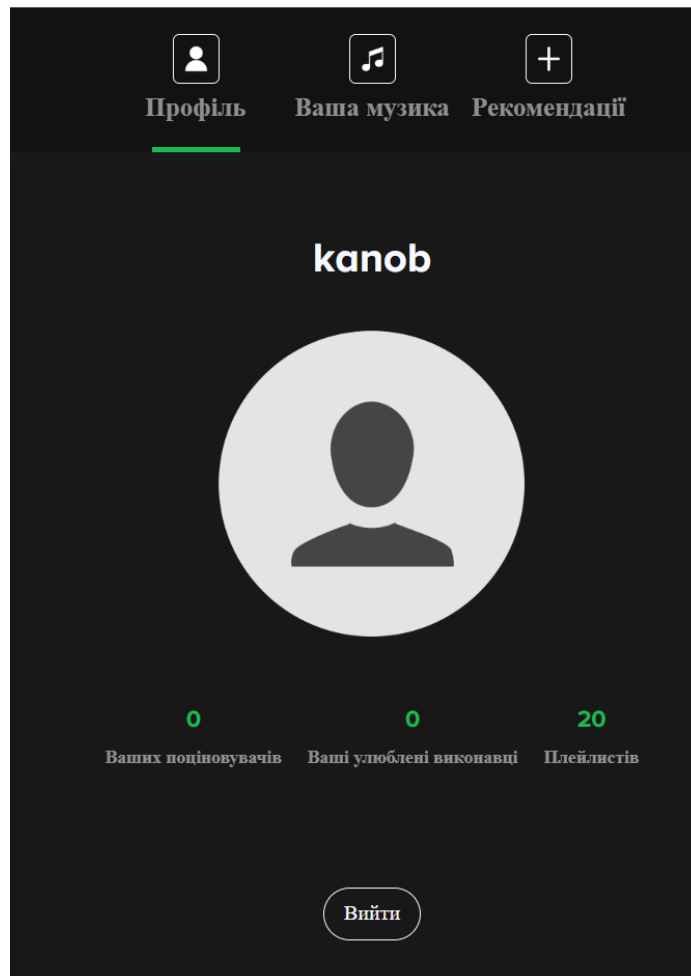 Профіль Ваша музика Рекомендації
kanob
0 0 20
Ваших поціновувачів Ваші улюблені виконавці Плейлистів
Вийти